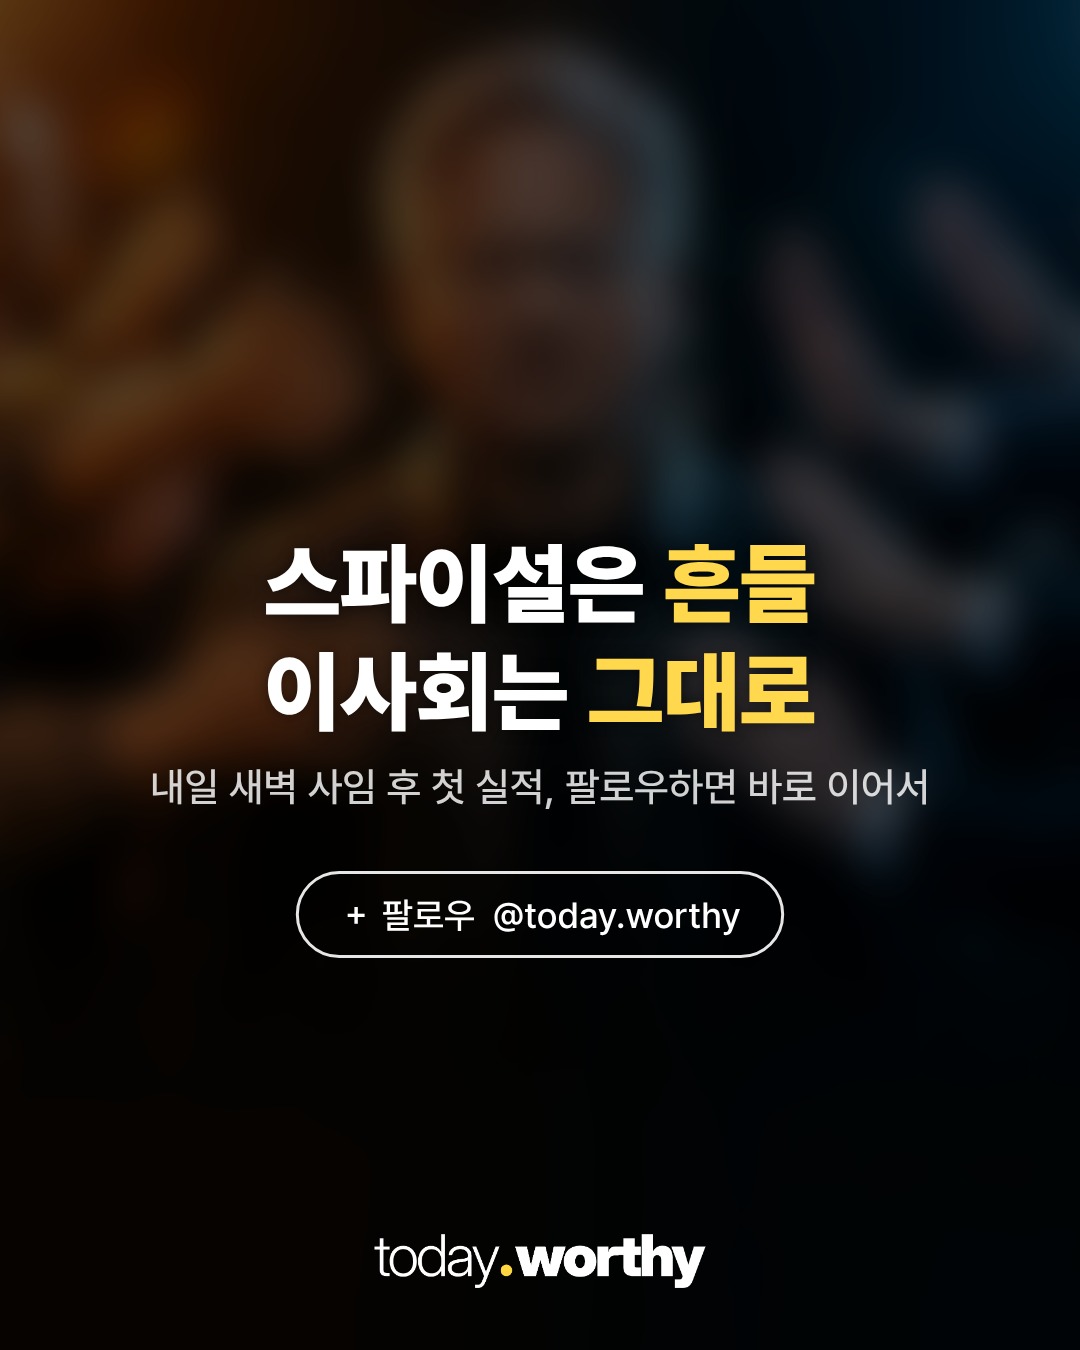 스파이설은 흔들
이사회는 그대로
내일 새벽 사임 후 첫 실적, 팔로우하면 바로 이어서
+ 팔로우 @today.worthy
today.worthy